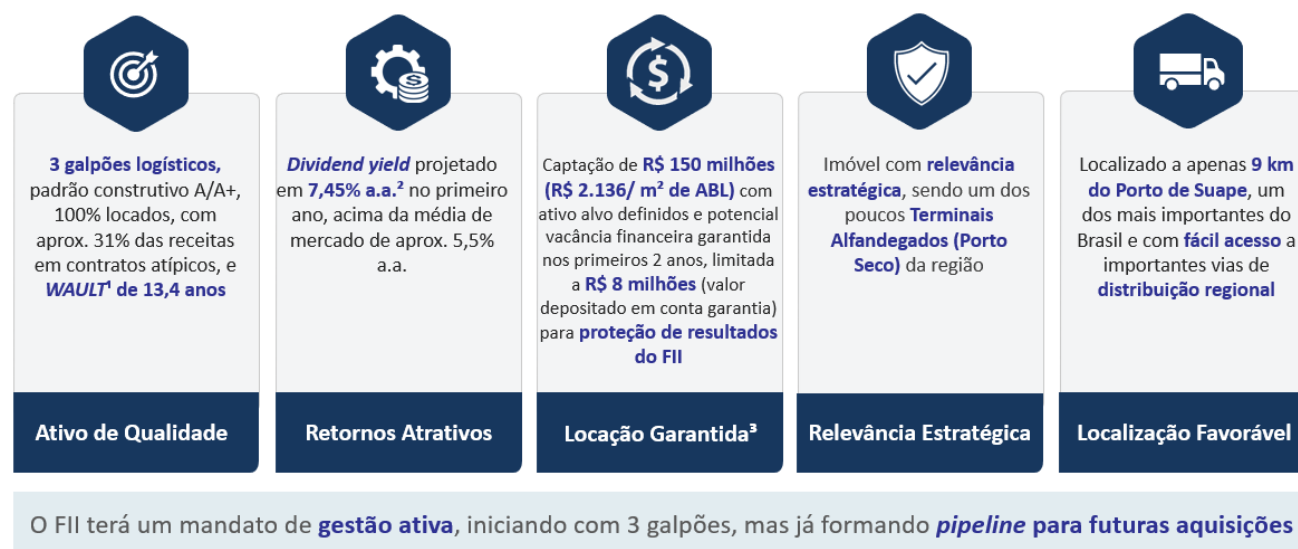 3 galpões logísticos,
padrão construtivo A/A+,
100% locados, com
aprox. 31% das receitas
em contratos atípicos, e
WAULT¹ de 13,4 anos
Ativo de Qualidade
Dividend yield projetado
em 7,45% a.a.² no primeiro
ano, acima da média de
mercado de aprox. 5,5%
a.a.
Retornos Atrativos
Captação de R$ 150 milhões
(R$ 2.136/ m² de ABL) com
ativo alvo definidos e potencial
vacância financeira garantida
nos primeiros 2 anos, limitada
a R$ 8 milhões (valor
depositado em conta garantia)
para proteção de resultados
do FII
Locação Garantida³
Imóvel com relevância
estratégica, sendo um dos
poucos Terminais
Alfandegados (Porto
Seco) da região
Relevância Estratégica
Localizado a apenas 9 km
do Porto de Suape, um
dos mais importantes do
Brasil e com fácil acesso a
importantes vias de
distribuição regional
Localização Favorável
O FII terá um mandato de gestão ativa, iniciando com 3 galpões, mas já formando pipeline para futuras aquisições